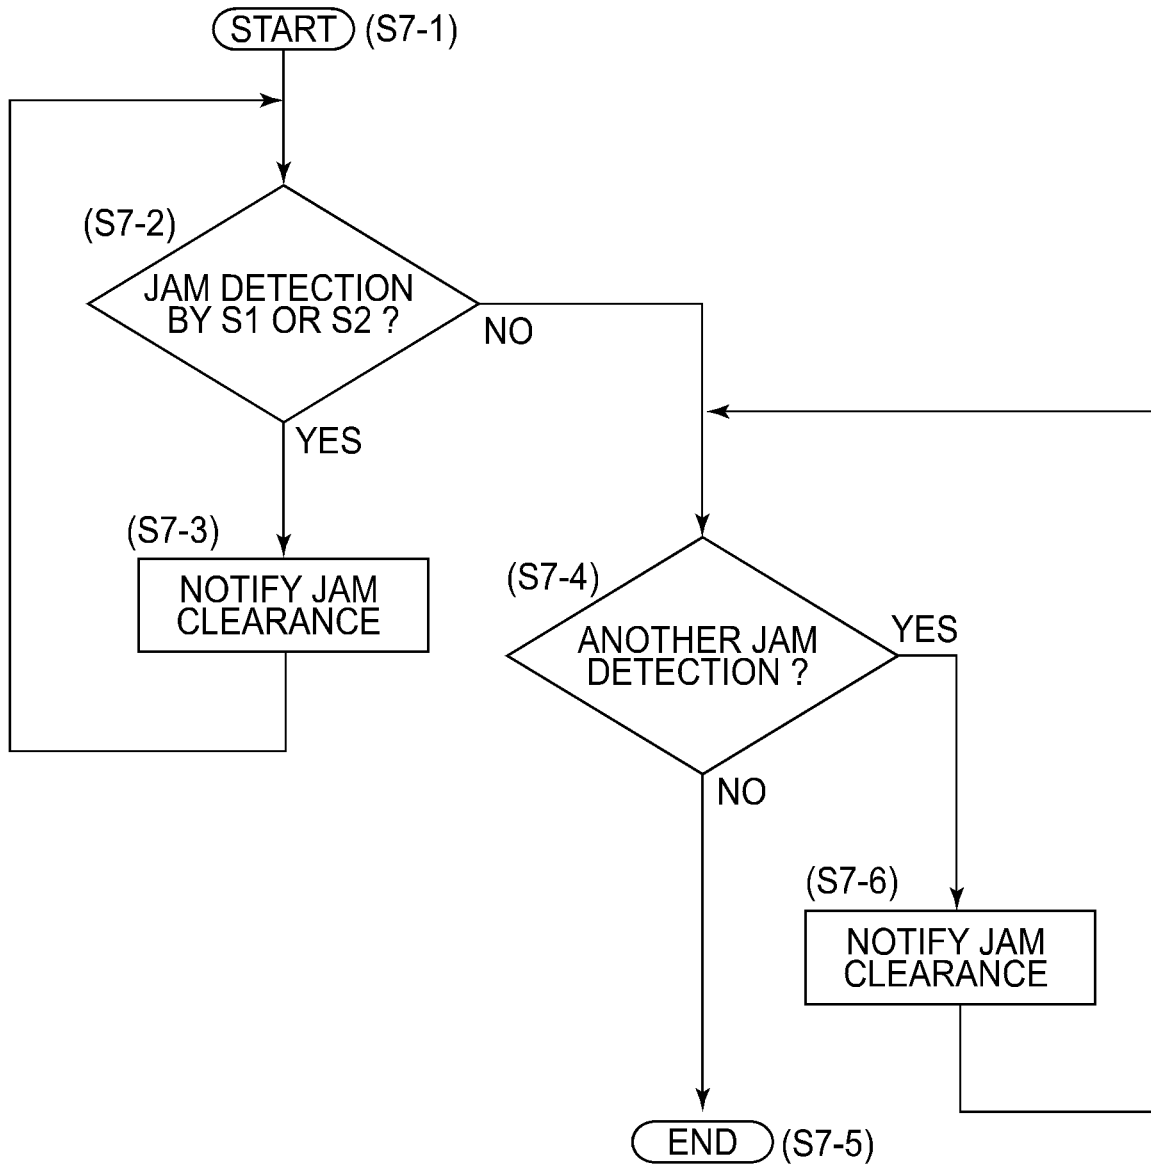 START (S7-1)
(S7-2)
JAM DETECTION
BY S1 OR S2 ?
NO
YES
(S7-3)
NOTIFY JAM
CLEARANCE
(S7-4)
ANOTHER JAM
DETECTION ?
YES
NO
(S7-6)
NOTIFY JAM
CLEARANCE
END (S7-5)